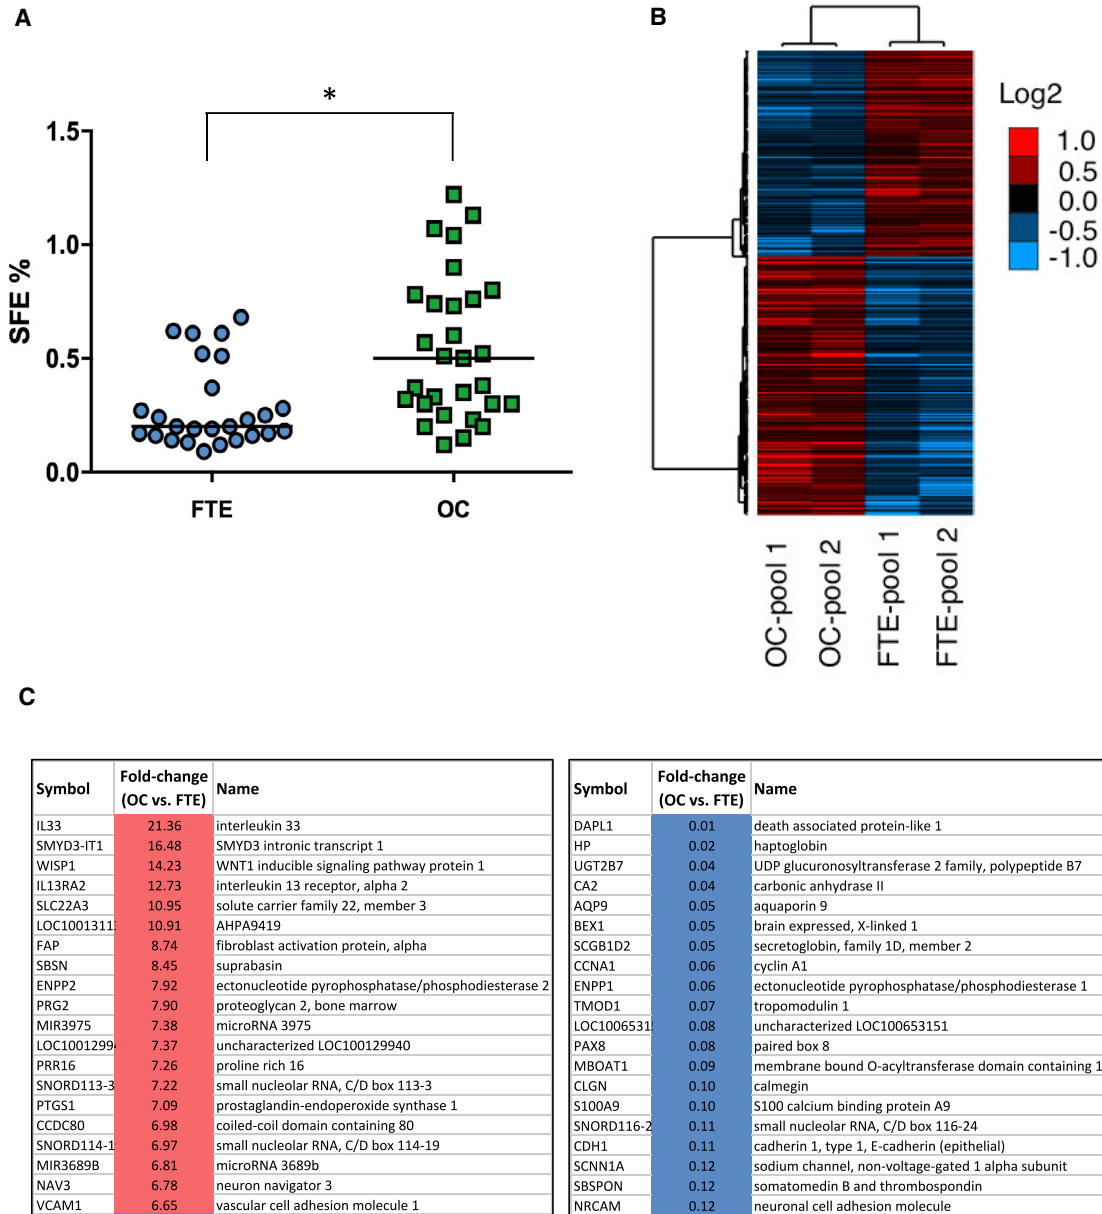 A
B
*
1.5
1.0
0.5
0.0
SFE %
FTE
OC
Log2
1.0
0.5
0.0
-0.5
-1.0
OC-pool 1
OC-pool 2
FTE-pool 1
FTE-pool 2
C
Symbol Fold-change (OC vs. FTE) Name
IL33 21.36 interleukin 33
SMYD3-IT1 16.48 SMYD3 intronic transcript 1
WISP1 14.23 WNT1 inducible signaling pathway protein 1
IL13RA2 12.73 interleukin 13 receptor, alpha 2
SLC22A3 10.95 solute carrier family 22, member 3
LOC10013113 10.91 AHPA9419
FAP 8.74 fibroblast activation protein, alpha
SBSN 8.45 suprabasin
ENPP2 7.92 ectonucleotide pyrophosphatase/phosphodiesterase 2
PRG2 7.90 proteoglycan 2, bone marrow
MIR3975 7.38 microRNA 3975
LOC10012994 7.37 uncharacterized LOC100129940
PRR16 7.26 proline rich 16
SNORD113-3 7.22 small nucleolar RNA, C/D box 113-3
PTGS1 7.09 prostaglandin-endoperoxide synthase 1
CCDC80 6.98 coiled-coil domain containing 80
SNORD114-1 6.97 small nucleolar RNA, C/D box 114-19
MIR3689B 6.81 microRNA 3689b
NAV3 6.78 neuron navigator 3
VCAM1 6.65 vascular cell adhesion molecule 1
Symbol Fold-change (OC vs. FTE) Name
DAPL1 0.01 death associated protein-like 1
HP 0.02 haptoglobin
UGT2B7 0.04 UDP glucuronosyltransferase 2 family, polypeptide B7
CA2 0.04 carbonic anhydrase II
AQP9 0.05 aquaporin 9
BEX1 0.05 brain expressed, X-linked 1
SCGB1D2 0.05 secretoglobin, family 1D, member 2
CCNA1 0.06 cyclin A1
ENPP1 0.06 ectonucleotide pyrophosphatase/phosphodiesterase 1
TMOD1 0.07 tropomodulin 1
LOC1006531 0.08 uncharacterized LOC100653151
PAX8 0.08 paired box 8
MBOAT1 0.09 membrane bound O-acyltransferase domain containing 1
CLGN 0.10 calmegin
S100A9 0.10 S100 calcium binding protein A9
SNORD116-2 0.11 small nucleolar RNA, C/D box 116-24
CDH1 0.11 cadherin 1, type 1, E-cadherin (epithelial)
SCNN1A 0.12 sodium channel, non-voltage-gated 1 alpha subunit
SBSPON 0.12 somatomedin B and thrombospondin
NRCAM 0.12 neuronal cell adhesion molecule